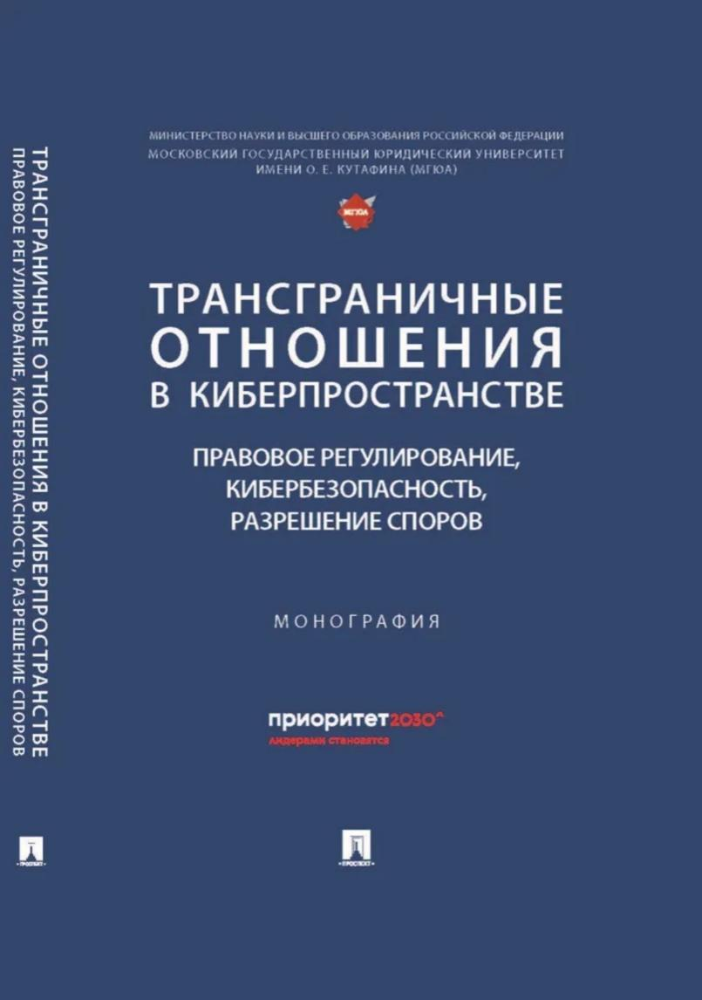 МИНИСТЕРСТВО НАУКИ И ВЫСШЕГО ОБРАЗОВАНИЯ РОССИЙСКОЙ ФЕДЕРАЦИИ
МОСКОВСКИЙ ГОСУДАРСТВЕННЫЙ ЮРИДИЧЕСКИЙ УНИВЕРСИТЕТ
ИМЕНИ О. Е. КУТАФИНА (МГЮА)
МГЮА
ТРАНСГРАНИЧНЫЕ
ОТНОШЕНИЯ
В КИБЕРПРОСТРАНСТВЕ
ПРАВОВОЕ РЕГУЛИРОВАНИЕ,
КИБЕРБЕЗОПАСНОСТЬ,
РАЗРЕШЕНИЕ СПОРОВ
МОНОГРАФИЯ
приоритет2030^
лидерами становятся
•ПРОСПЕКТ•
ТРАНСГРАНИЧНЫЕ ОТНОШЕНИЯ В КИБЕРПРОСТРАНСТВЕ
ПРАВОВОЕ РЕГУЛИРОВАНИЕ, КИБЕРБЕЗОПАСНОСТЬ, РАЗРЕШЕНИЕ СПОРОВ
•ПРОСПЕКТ•